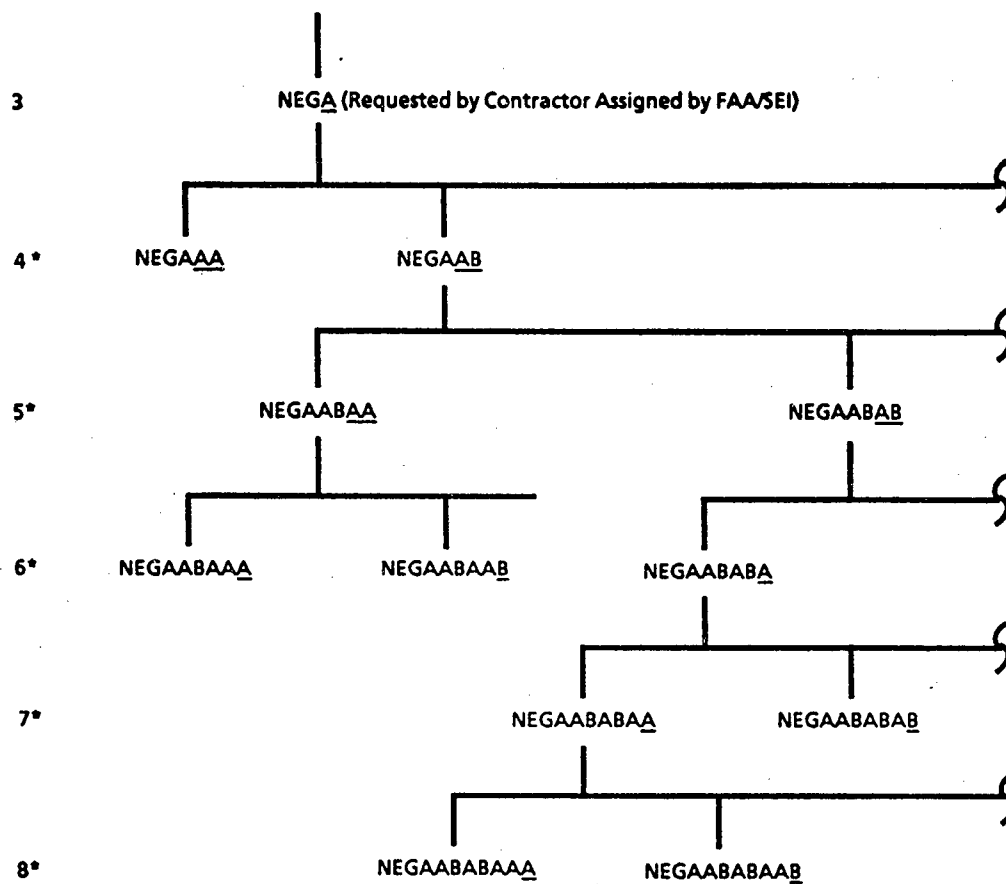 3 NEGA (Requested by Contractor Assigned by FAA/SEI)
4* NEGAAA NEGAAB
5* NEGAABAA NEGAABAB
6* NEGAABAAA NEGAABAAB NEGAABABA
7* NEGAABABAA NEGAABABAB
8* NEGAABABAAA NEGAABABAAB